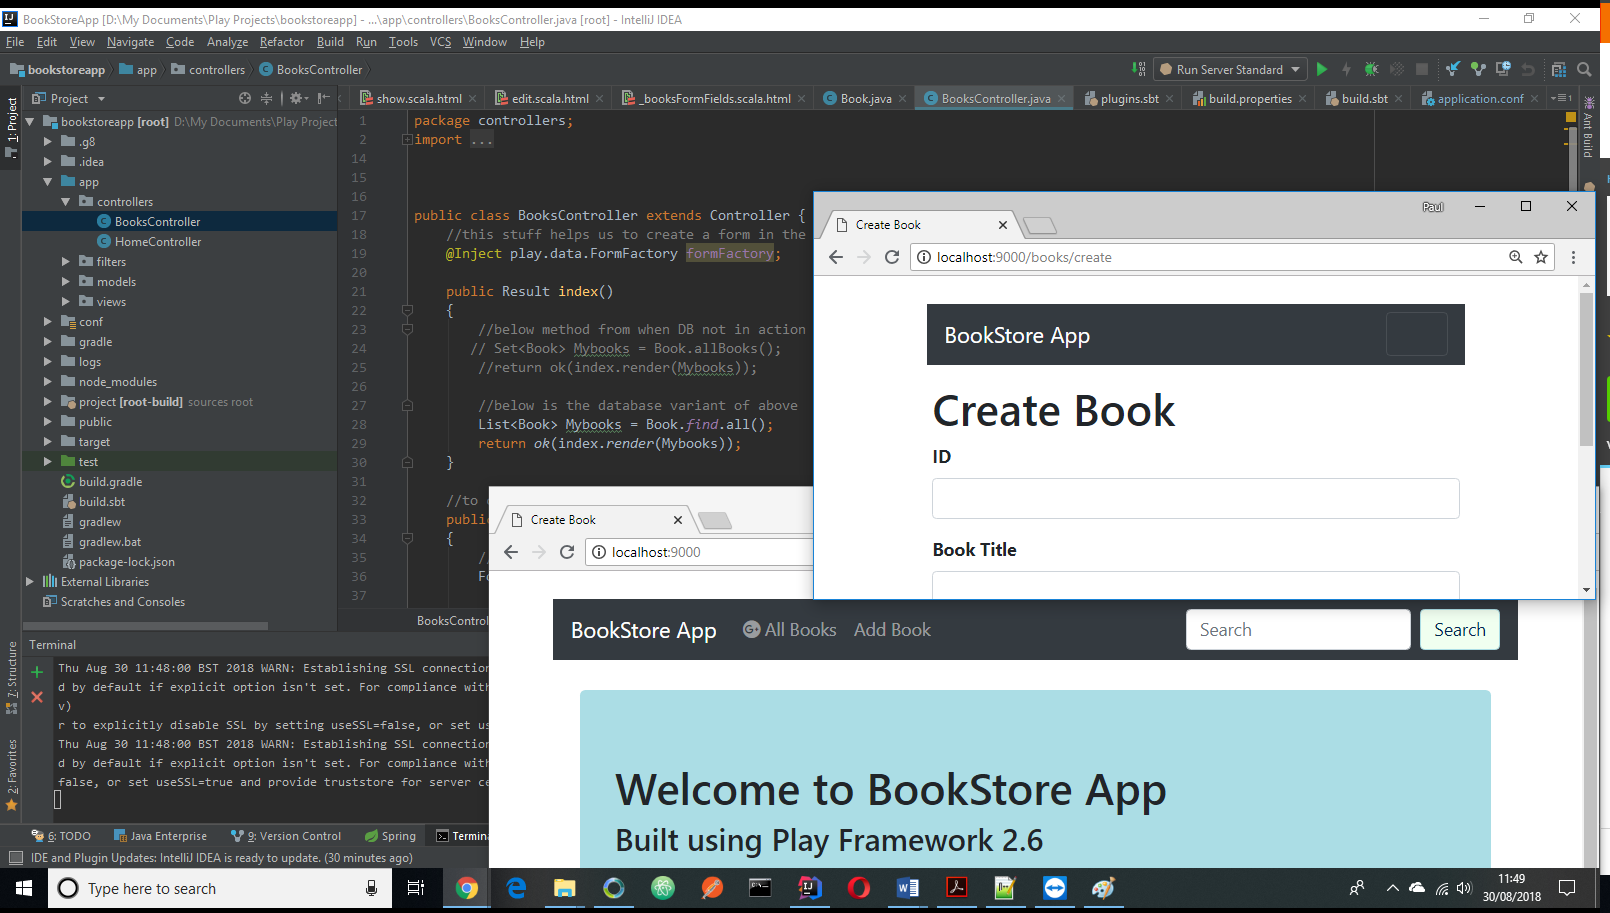 BookStoreApp [D:\My Documents\Play Projects\bookstoreapp] - ...\app\controllers\BooksController.java [root] - IntelliJ IDEA
File Edit View Navigate Code Analyze Refactor Build Run Tools VCS Window Help
bookstoreapp app controllers BooksController
Run Server Standard
Project
show.scala.html edit.scala.html _booksFormFields.scala.html Book.java BooksController.java plugins.sbt build.properties build.sbt application.conf
1: Project
7: Structure
2: Favorites
Ant Build
bookstoreapp [root] D:\My Documents\Play Project
.g8
.idea
app
controllers
BooksController
HomeController
filters
models
views
conf
gradle
logs
node_modules
project [root-build] sources root
public
target
test
build.gradle
build.sbt
gradlew
gradlew.bat
package-lock.json
External Libraries
Scratches and Consoles
1 package controllers;
2 import ...
14
15
16
17 public class BooksController extends Controller {
18 //this stuff helps us to create a form in the
19 @Inject play.data.FormFactory formFactory;
20
21 public Result index()
22 {
23 //below method from when DB not in action
24 // Set<Book> Mybooks = Book.allBooks();
25 //return ok(index.render(Mybooks));
26
27 //below is the database variant of above
28 List<Book> Mybooks = Book.find.all();
29 return ok(index.render(Mybooks));
30 }
31
32 //to
33 public
34 {
35 /
36 Fo
37
BooksControl
Terminal
Thu Aug 30 11:48:00 BST 2018 WARN: Establishing SSL connection
d by default if explicit option isn't set. For compliance with
v)
r to explicitly disable SSL by setting useSSL=false, or set us
Thu Aug 30 11:48:00 BST 2018 WARN: Establishing SSL connection
d by default if explicit option isn't set. For compliance with
false, or set useSSL=true and provide truststore for server ce
6: TODO Java Enterprise 9: Version Control Spring Termin
IDE and Plugin Updates: IntelliJ IDEA is ready to update. (30 minutes ago)
Paul
Create Book
localhost:9000/books/create
BookStore App
Create Book
ID
Book Title
Create Book
localhost:9000
BookStore App All Books Add Book Search Search
Welcome to BookStore App
Built using Play Framework 2.6
Type here to search
11:49
30/08/2018